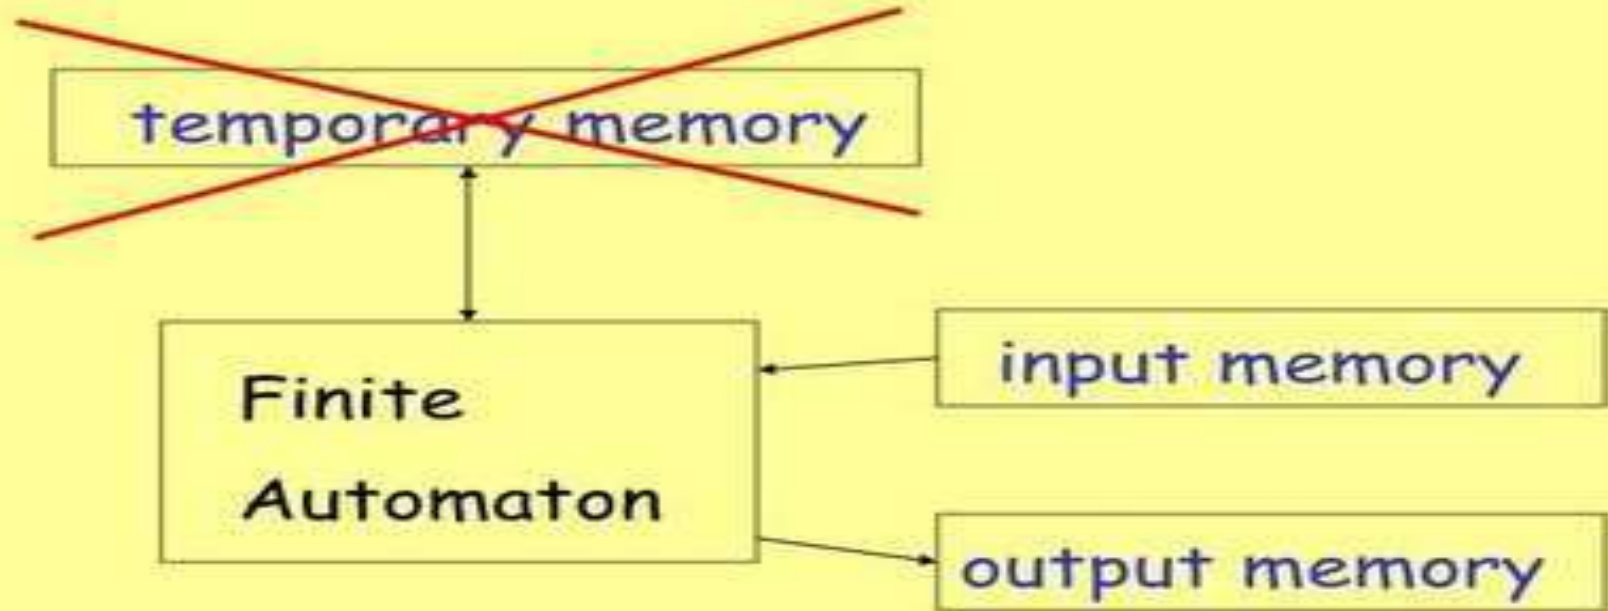 temporary memory
Finite
Automaton
input memory
output memory